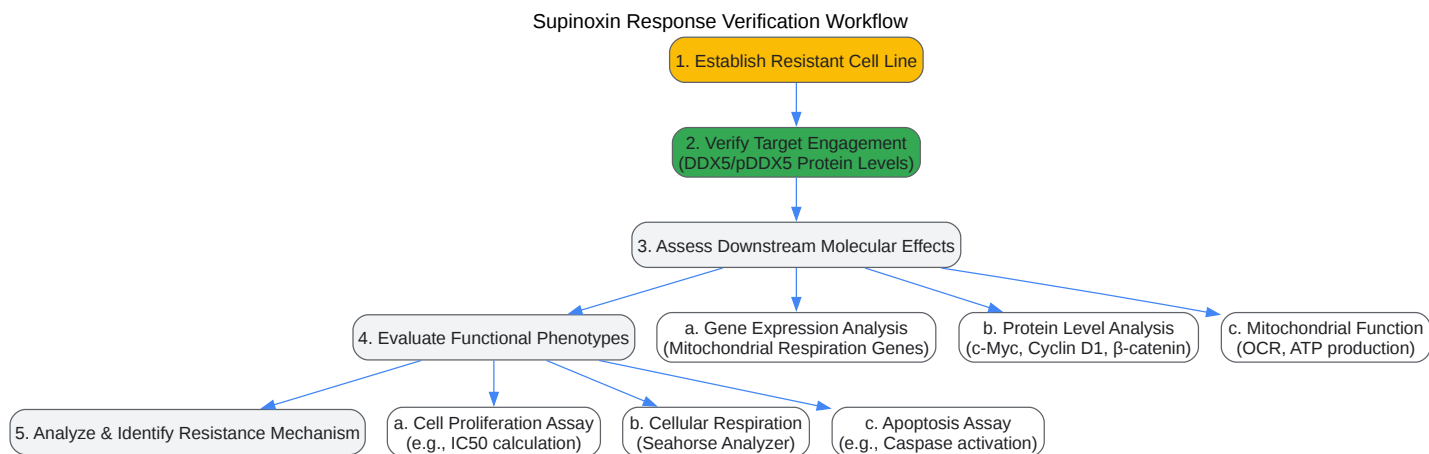 Supinoxin Response Verification Workflow
1. Establish Resistant Cell Line
2. Verify Target Engagement
(DDX5/pDDX5 Protein Levels)
3. Assess Downstream Molecular Effects
4. Evaluate Functional Phenotypes
a. Gene Expression Analysis
(Mitochondrial Respiration Genes)
b. Protein Level Analysis
(c-Myc, Cyclin D1, β-catenin)
c. Mitochondrial Function
(OCR, ATP production)
5. Analyze & Identify Resistance Mechanism
a. Cell Proliferation Assay
(e.g., IC50 calculation)
b. Cellular Respiration
(Seahorse Analyzer)
c. Apoptosis Assay
(e.g., Caspase activation)